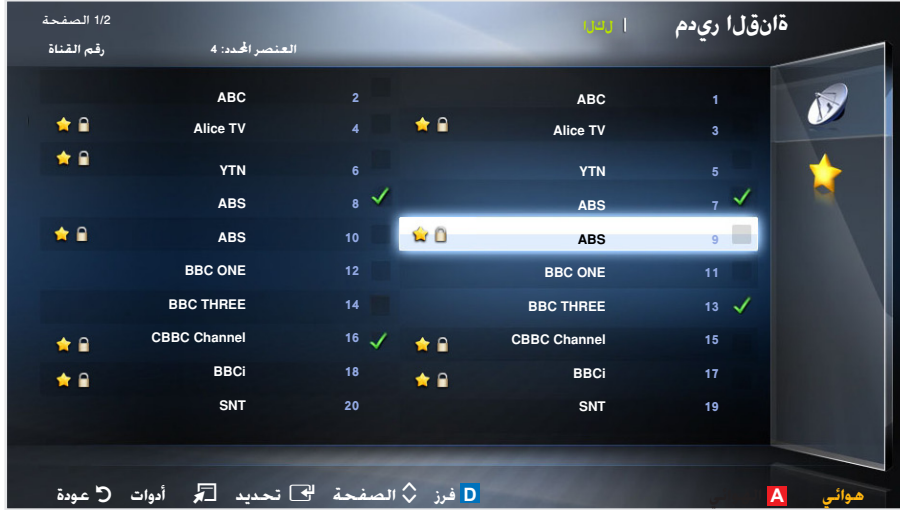 ةانقلا ريدم | لكلا
1/2 الصفحة
العنصر المحدد: 4
رقم القناة
1 ABC 2 ABC
3 Alice TV 4 Alice TV
5 YTN 6 YTN
7 ABS 8 ABS
9 ABS 10 ABS
11 BBC ONE 12 BBC ONE
13 BBC THREE 14 BBC THREE
15 CBBC Channel 16 CBBC Channel
17 BBCi 18 BBCi
19 SNT 20 SNT
هوائي A D فرز الصفحة تحديد أدوات عودة